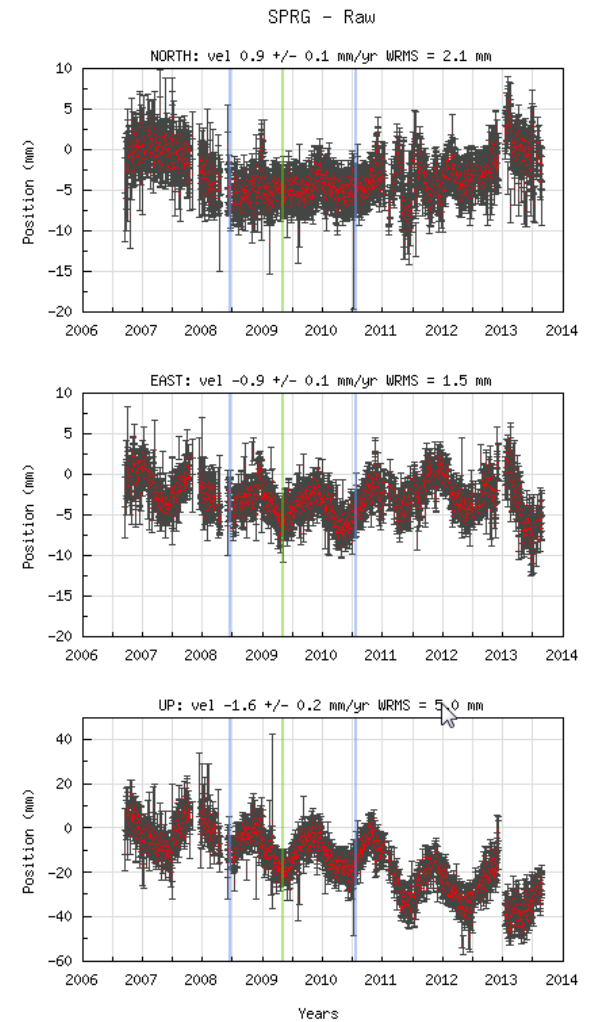 SPRG - Raw
NORTH: vel 0.9 +/- 0.1 mm/yr WRMS = 2.1 mm
10
5
0
-5
-10
-15
-20
Position (mm)
2006 2007 2008 2009 2010 2011 2012 2013 2014
EAST: vel -0.9 +/- 0.1 mm/yr WRMS = 1.5 mm
10
5
0
-5
-10
-15
-20
Position (mm)
2006 2007 2008 2009 2010 2011 2012 2013 2014
UP: vel -1.6 +/- 0.2 mm/yr WRMS = 5.0 mm
40
20
0
-20
-40
-60
Position (mm)
2006 2007 2008 2009 2010 2011 2012 2013 2014
Years